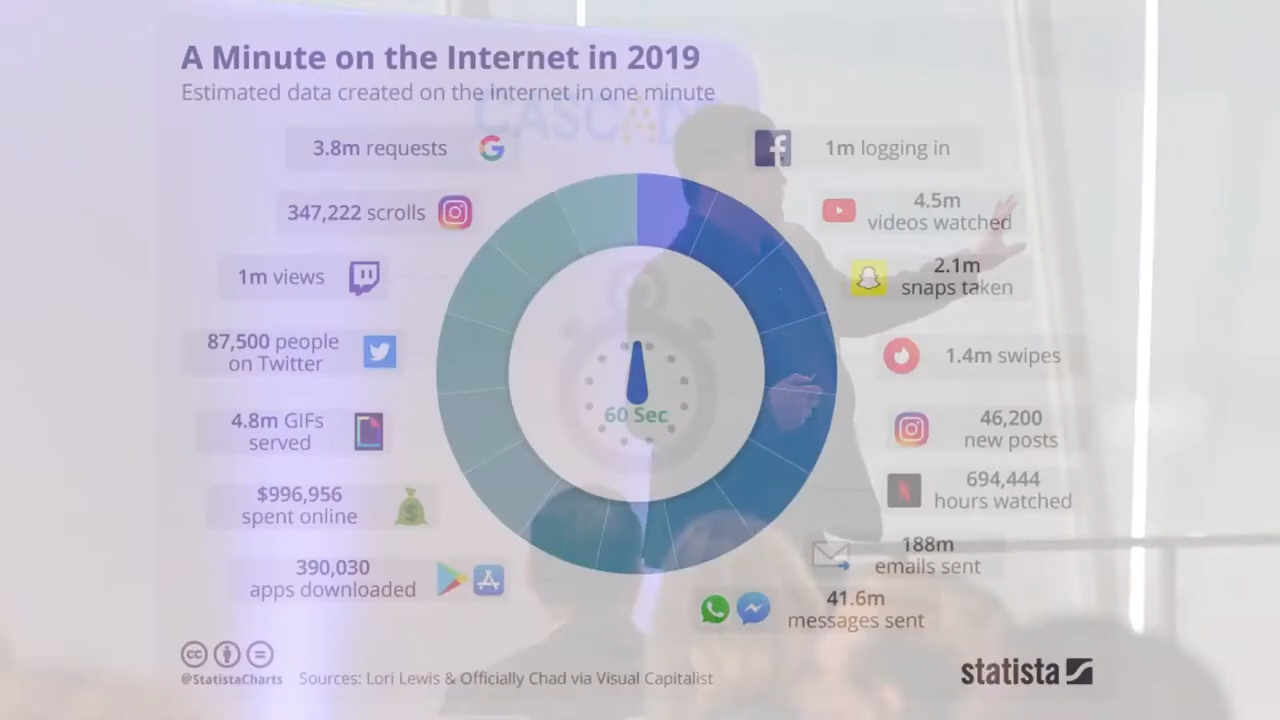 A Minute on the Internet in 2019
Estimated data created on the internet in one minute
CASCAD
3.8m requests
1m logging in
347,222 scrolls
4.5m
videos watched
1m views
2.1m
snaps taken
87,500 people
on Twitter
1.4m swipes
4.8m GIFs
served
46,200
new posts
60 Sec
$996,956
spent online
694,444
hours watched
390,030
apps downloaded
188m
emails sent
41.6m
messages sent
cc
@StatistaCharts
Sources: Lori Lewis & Officially Chad via Visual Capitalist
statista